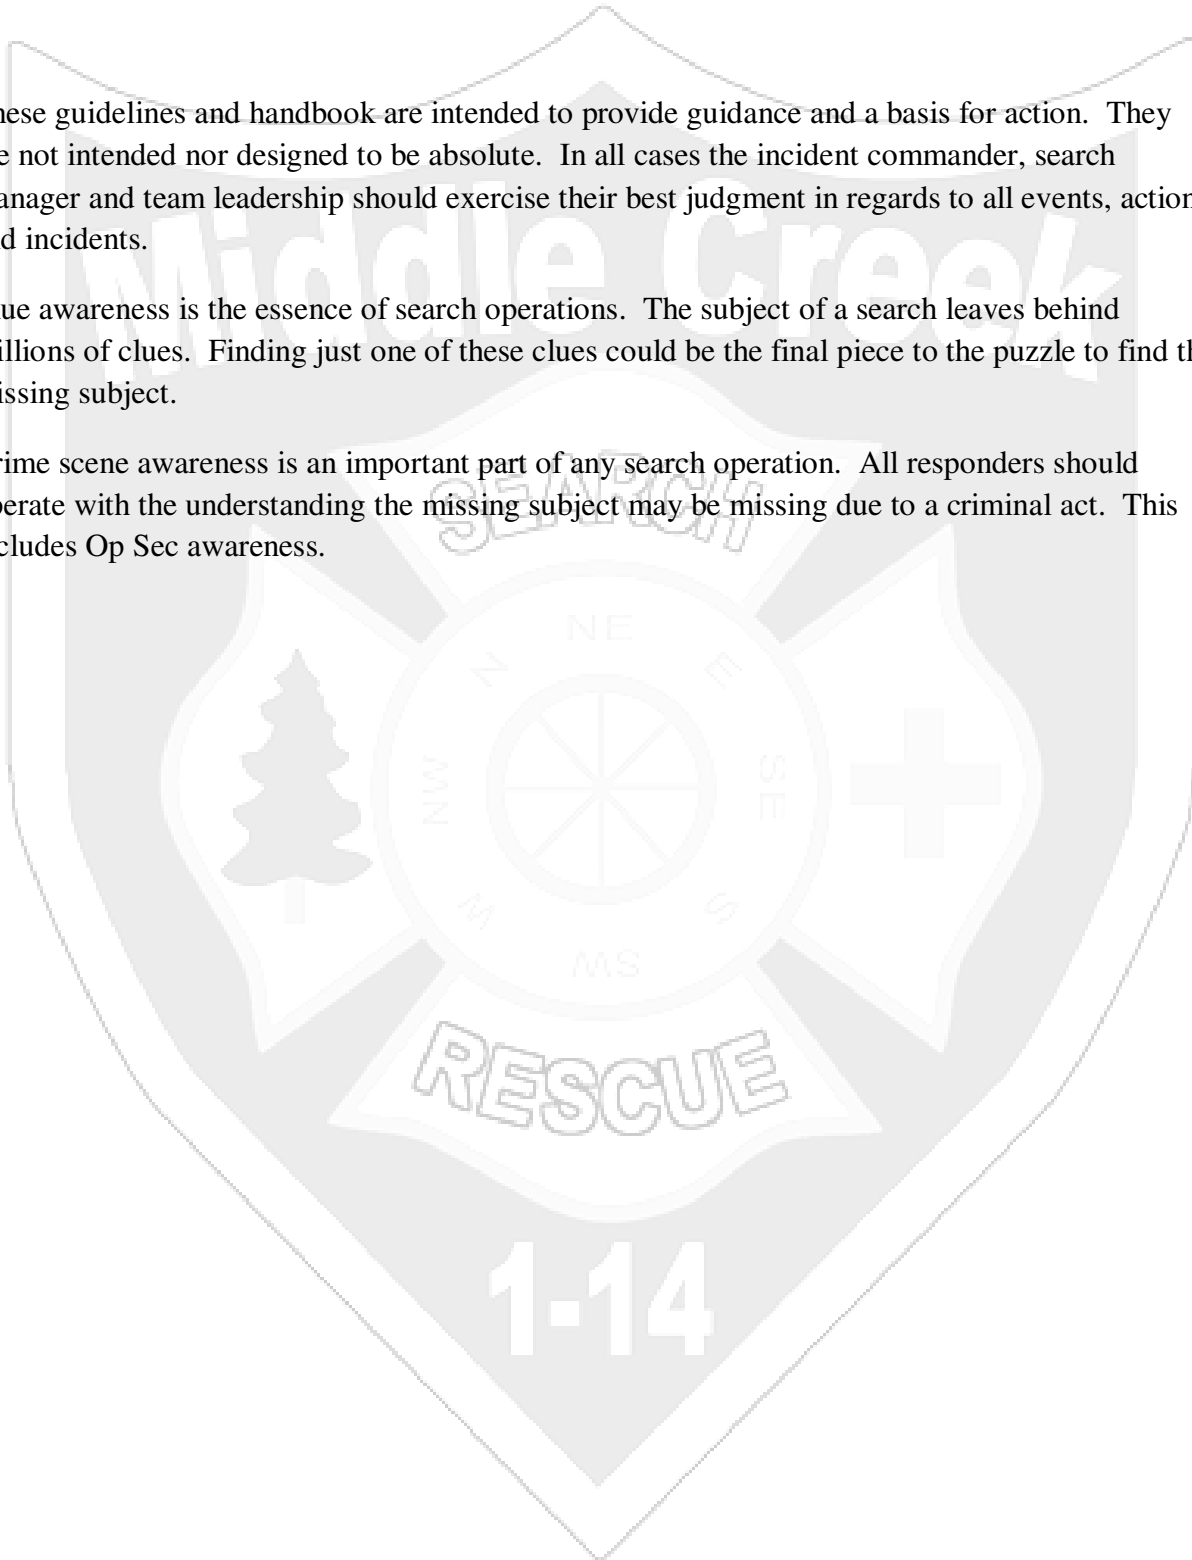 hese guidelines and handbook are intended to provide guidance and a basis for action. They
e not intended nor designed to be absolute. In all cases the incident commander, search
anager and team leadership should exercise their best judgment in regards to all events, action
d incidents.
ue awareness is the essence of search operations. The subject of a search leaves behind
illions of clues. Finding just one of these clues could be the final piece to the puzzle to find th
issing subject.
rime scene awareness is an important part of any search operation. All responders should
perate with the understanding the missing subject may be missing due to a criminal act. This
cludes Op Sec awareness.
Middle Creek
SEARCH
NE
N
E
NW
SE
W
S
SW
RESCUE
1-14